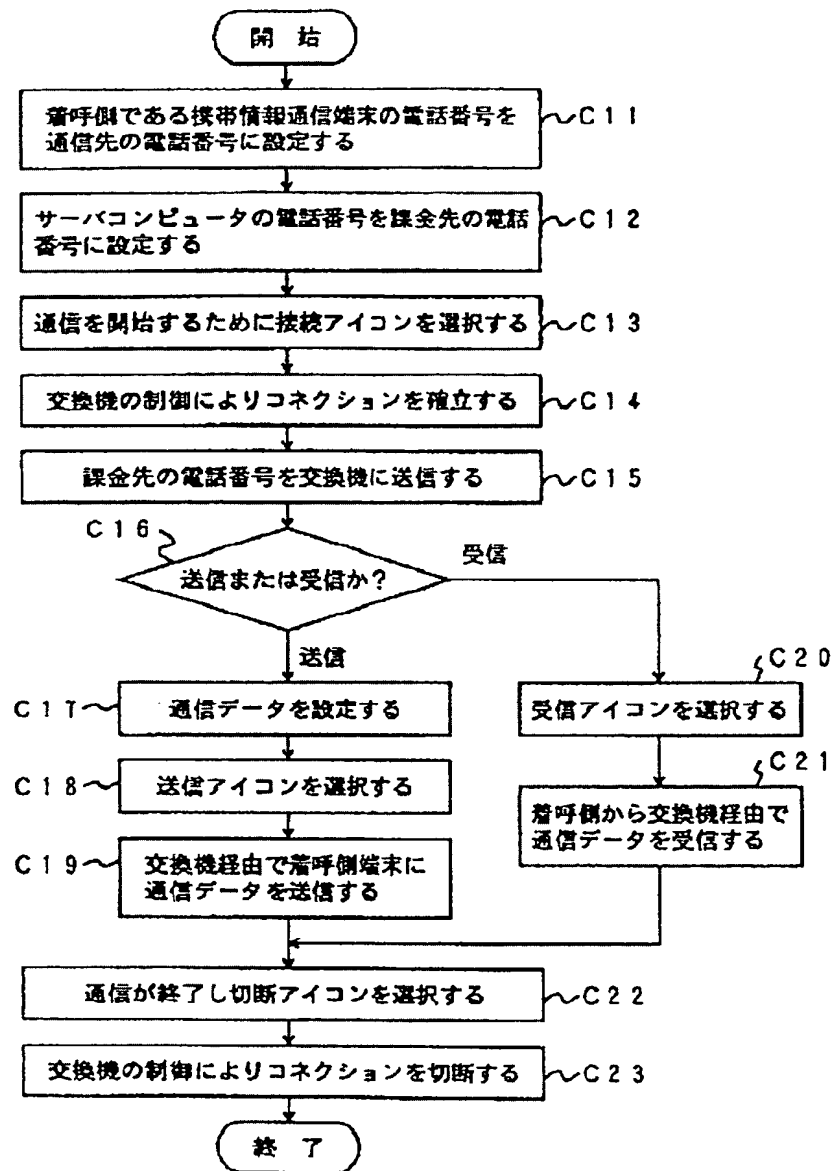 開 始
着呼側である携帯情報通信端末の電話番号を
通信先の電話番号に設定する
C11
サーバコンピュータの電話番号を課金先の電話
番号に設定する
C12
通信を開始するために接続アイコンを選択する
C13
交換機の制御によりコネクションを確立する
C14
課金先の電話番号を交換機に送信する
C15
C16
送信または受信か?
受信
送信
C17
通信データを設定する
C18
送信アイコンを選択する
C19
交換機経由で着呼側端末に
通信データを送信する
C20
受信アイコンを選択する
C21
着呼側から交換機経由で
通信データを受信する
通信が終了し切断アイコンを選択する
C22
交換機の制御によりコネクションを切断する
C23
終 了